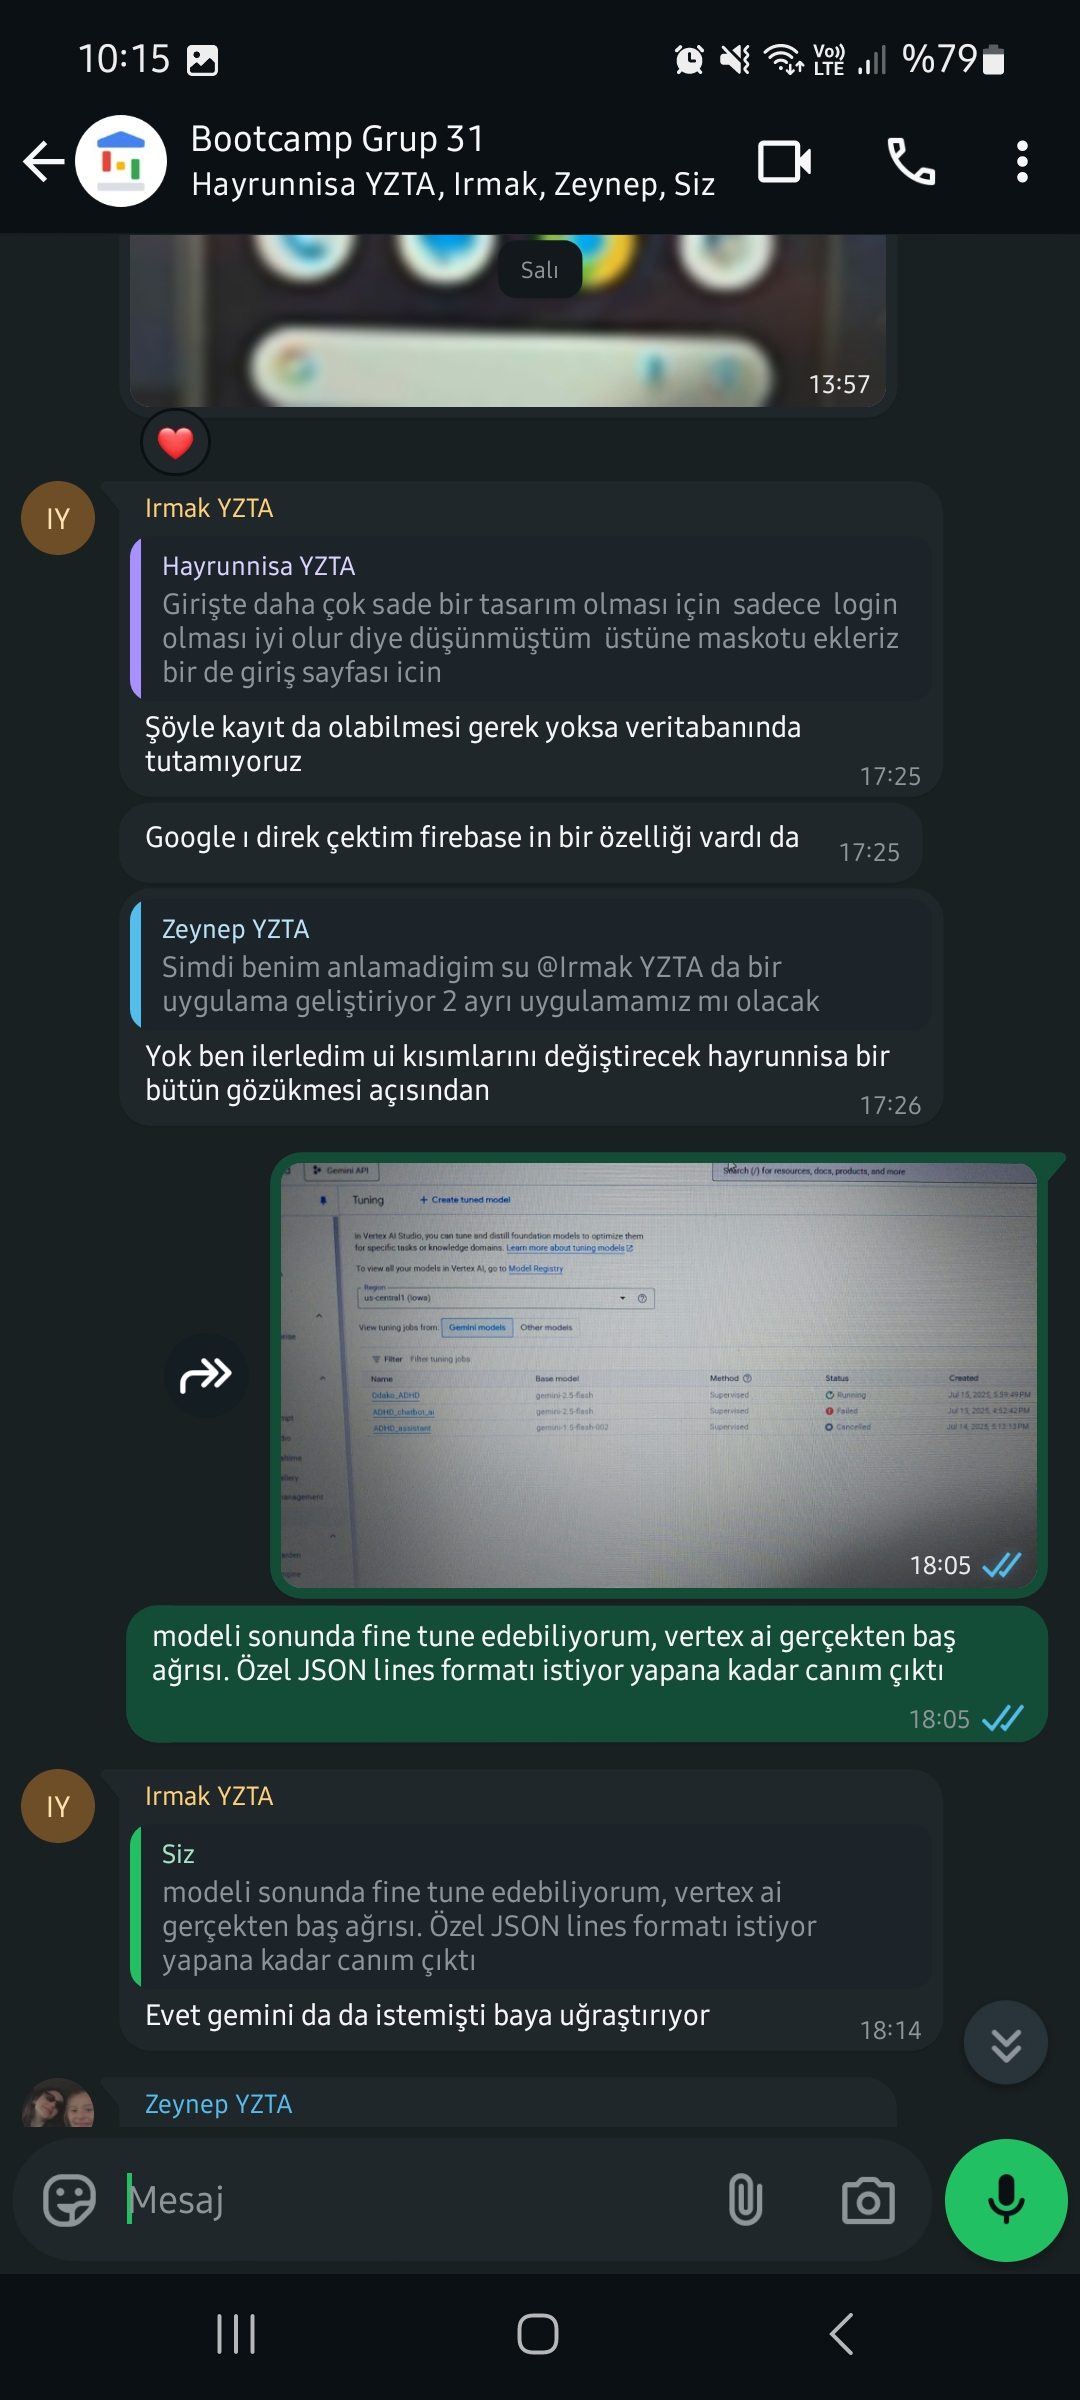 10:15
Vo))
LTE
%79
Bootcamp Grup 31
Hayrunnisa YZTA, Irmak, Zeynep, Siz
Salı
13:57
IY
Irmak YZTA
Hayrunnisa YZTA
Girişte daha çok sade bir tasarım olması için sadece login
olması iyi olur diye düşünmüştüm üstüne maskotu ekleriz
bir de giriş sayfası icin
Şöyle kayıt da olabilmesi gerek yoksa veritabanında
tutamıyoruz
17:25
Google ı direk çektim firebase in bir özelliği vardı da
17:25
Zeynep YZTA
Simdi benim anlamadigim su @Irmak YZTA da bir
uygulama geliştiriyor 2 ayrı uygulamamız mı olacak
Yok ben ilerledim ui kısımlarını değiştirecek hayrunnisa bir
bütün gözükmesi açısından
17:26
Gemini API
Search (/) for resources, docs, products, and more
Tuning
+ Create tuned model
In Vertex AI Studio, you can tune and distill foundation models to optimize them
for specific tasks or knowledge domains. Learn more about tuning models
To view all your models in Vertex AI, go to Model Registry
Region
us-central1 (Iowa)
View tuning jobs from: Gemini models Other models
Filter Filter tuning jobs
Name Base model Method Status Created
Odako_ADHD gemini-2.5-flash Supervised Running Jul 15, 2025, 5:59:49 PM
ADHD_chatbot_ai gemini-2.5-flash Supervised Failed Jul 15, 2025, 4:52:42 PM
ADHD_assistant gemini-1.5-flash-002 Supervised Cancelled Jul 14, 2025, 5:13:13 PM
18:05
modeli sonunda fine tune edebiliyorum, vertex ai gerçekten baş
ağrısı. Özel JSON lines formatı istiyor yapana kadar canım çıktı
18:05
IY
Irmak YZTA
Siz
modeli sonunda fine tune edebiliyorum, vertex ai
gerçekten baş ağrısı. Özel JSON lines formatı istiyor
yapana kadar canım çıktı
Evet gemini da da istemişti baya uğraştırıyor
18:14
Zeynep YZTA
Mesaj